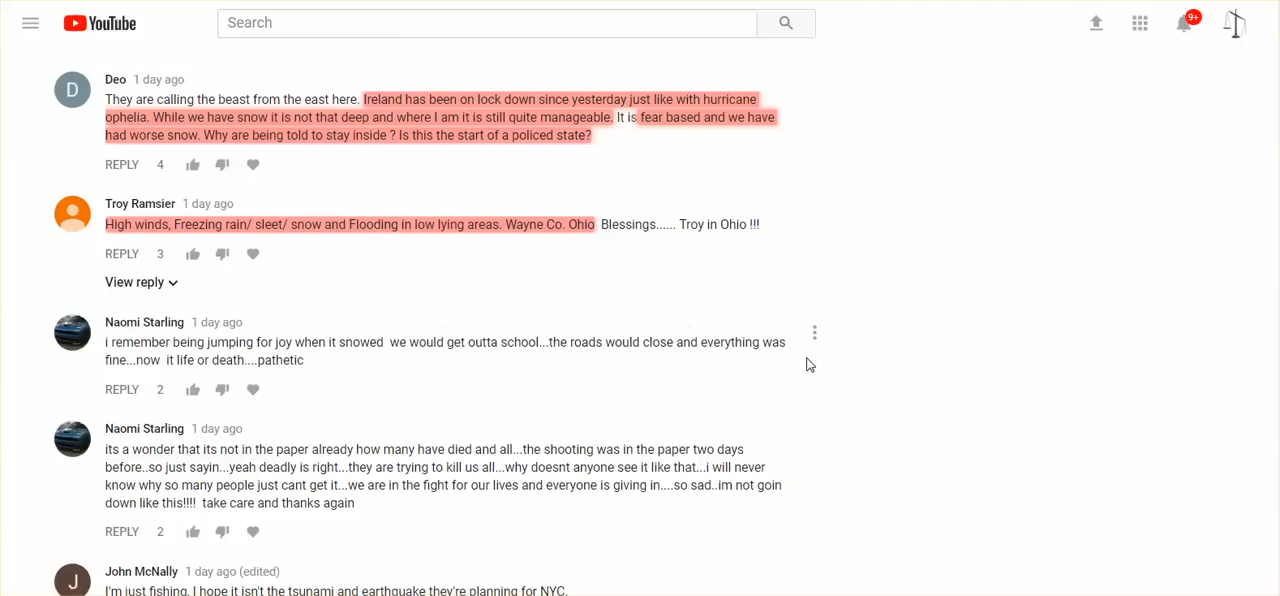 YouTube
Search
9+
D
Deo 1 day ago
They are calling the beast from the east here. Ireland has been on lock down since yesterday just like with hurricane
ophelia. While we have snow it is not that deep and where I am it is still quite manageable. It is fear based and we have
had worse snow. Why are being told to stay inside ? Is this the start of a policed state?
REPLY 4
Troy Ramsier 1 day ago
High winds, Freezing rain/ sleet/ snow and Flooding in low lying areas. Wayne Co. Ohio Blessings...... Troy in Ohio !!!
REPLY 3
View reply
Naomi Starling 1 day ago
i remember being jumping for joy when it snowed we would get outta school...the roads would close and everything was
fine...now it life or death....pathetic
REPLY 2
Naomi Starling 1 day ago
its a wonder that its not in the paper already how many have died and all...the shooting was in the paper two days
before..so just sayin...yeah deadly is right...they are trying to kill us all...why doesnt anyone see it like that...i will never
know why so many people just cant get it...we are in the fight for our lives and everyone is giving in....so sad..im not goin
down like this!!!! take care and thanks again
REPLY 2
J
John McNally 1 day ago (edited)
I'm just fishing. I hope it isn't the tsunami and earthquake they're planning for NYC.